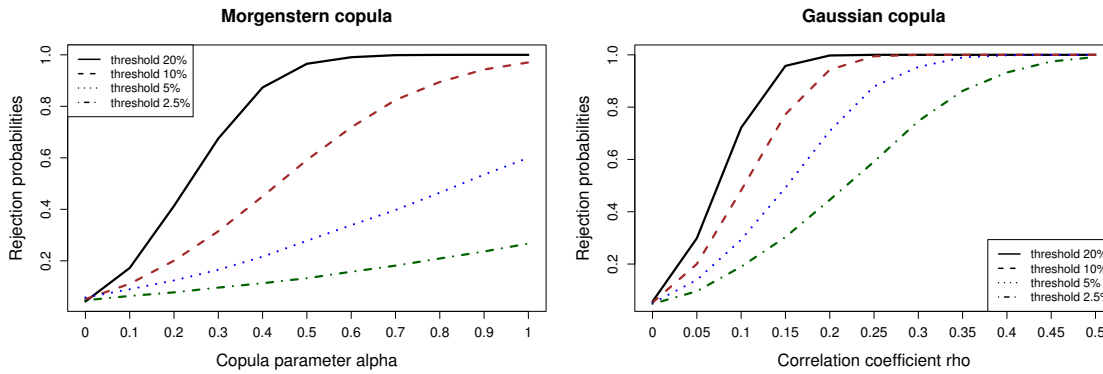 Morgenstern copula
Rejection probabilities
1.0
0.8
0.6
0.4
0.2
threshold 20%
threshold 10%
threshold 5%
threshold 2.5%
0 0.1 0.2 0.3 0.4 0.5 0.6 0.7 0.8 0.9 1
Copula parameter alpha
Gaussian copula
Rejection probabilities
1.0
0.8
0.6
0.4
0.2
threshold 20%
threshold 10%
threshold 5%
threshold 2.5%
0 0.05 0.1 0.15 0.2 0.25 0.3 0.35 0.4 0.45 0.5
Correlation coefficient rho